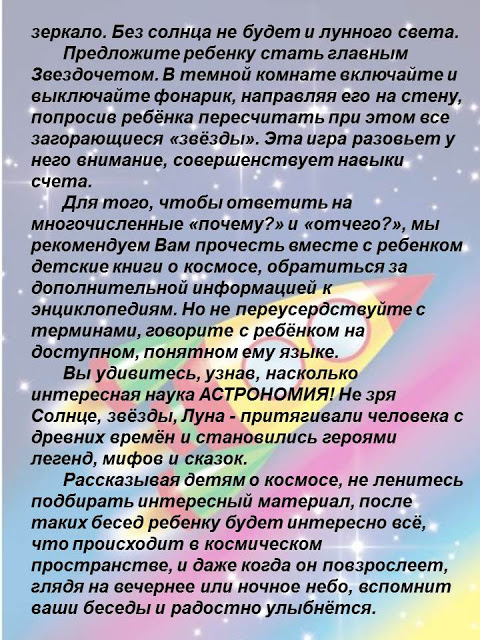 зеркало. Без солнца не будет и лунного света.
Предложите ребенку стать главным
Звездочетом. В темной комнате включайте и
выключайте фонарик, направляя его на стену,
попросив ребёнка пересчитать при этом все
загорающиеся «звёзды». Эта игра разовьет у
него внимание, совершенствует навыки
счета.
Для того, чтобы ответить на
многочисленные «почему?» и «отчего?», мы
рекомендуем Вам прочесть вместе с ребенком
детские книги о космосе, обратиться за
дополнительной информацией к
энциклопедиям. Но не переусердствуйте с
терминами, говорите с ребёнком на
доступном, понятном ему языке.
Вы удивитесь, узнав, насколько
интересная наука АСТРОНОМИЯ! Не зря
Солнце, звёзды, Луна - притягивали человека с
древних времён и становились героями
легенд, мифов и сказок.
Рассказывая детям о космосе, не ленитесь
подбирать интересный материал, после
таких бесед ребенку будет интересно всё,
что происходит в космическом
пространстве, и даже когда он повзрослеет,
глядя на вечернее или ночное небо, вспомнит
ваши беседы и радостно улыбнётся.